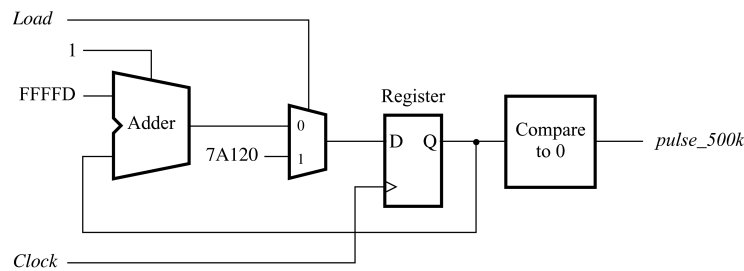 Load
1
FFFFD
Adder
0
7A120
1
Register
D Q
Compare
to 0
pulse_500k
Clock